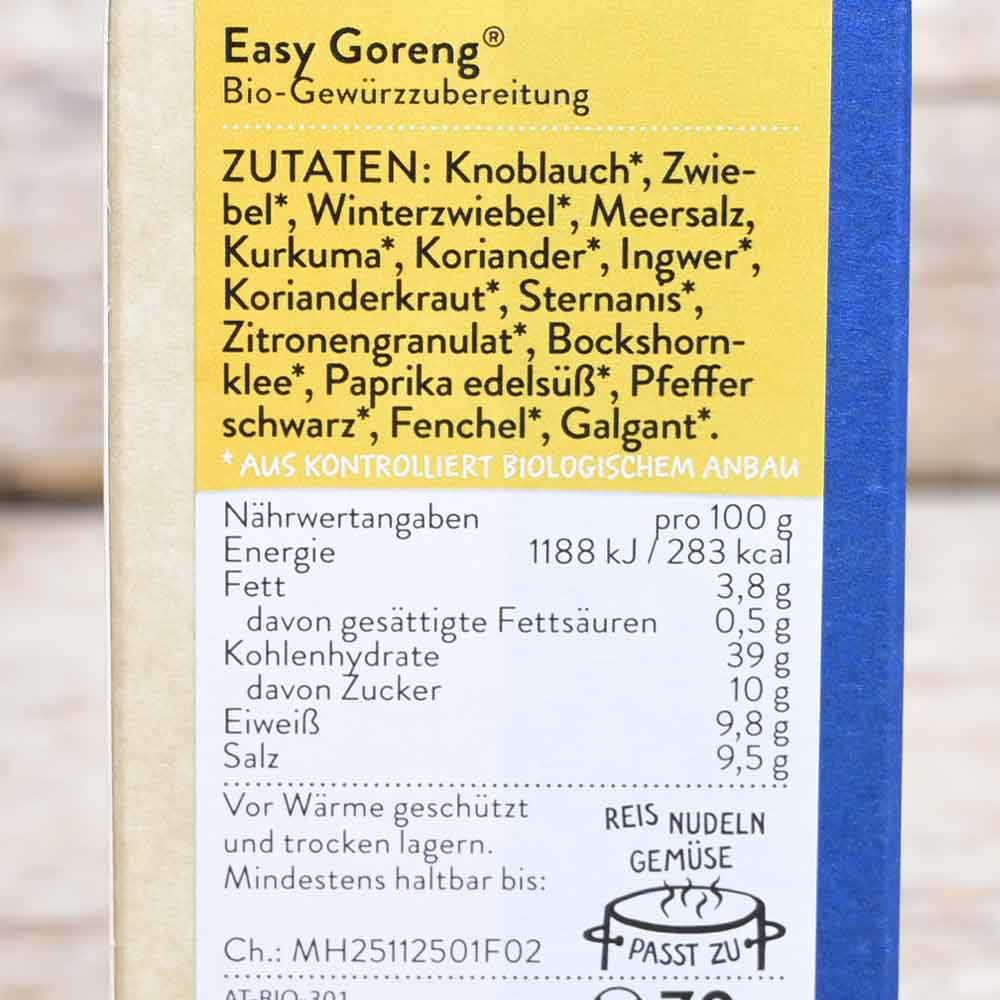 Easy Goreng®
Bio-Gewürzzubereitung
ZUTATEN: Knoblauch*, Zwie-
bel*, Winterzwiebel*, Meersalz,
Kurkuma*, Koriander*, Ingwer*,
Korianderkraut*, Sternanis*,
Zitronengranulat*, Bockshorn-
klee*, Paprika edelsüß*, Pfeffer
schwarz*, Fenchel*, Galgant*.
* AUS KONTROLLIERT BIOLOGISCHEM ANBAU
Nährwertangaben pro 100 g
Energie 1188 kJ / 283 kcal
Fett 3,8 g
davon gesättigte Fettsäuren 0,5 g
Kohlenhydrate 39 g
davon Zucker 10 g
Eiweiß 9,8 g
Salz 9,5 g
Vor Wärme geschützt
und trocken lagern.
Mindestens haltbar bis:
Ch.: MH25112501F02
REIS NUDELN
GEMÜSE
PASST ZU
AT-BIO-301